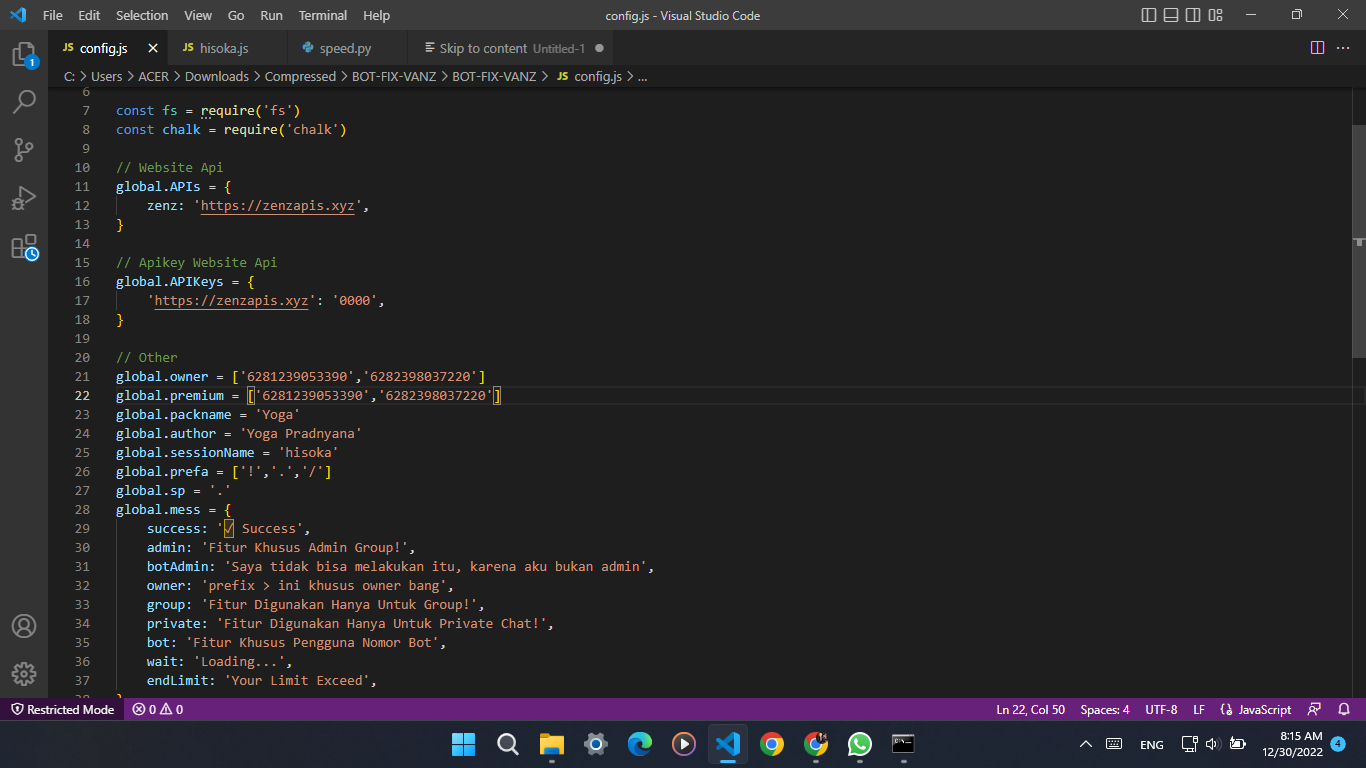 File Edit Selection View Go Run Terminal Help config.js - Visual Studio Code
JS config.js JS hisoka.js speed.py Skip to content Untitled-1
C: > Users > ACER > Downloads > Compressed > BOT-FIX-VANZ > BOT-FIX-VANZ > JS config.js > ...
1
6
7 const fs = require('fs')
8 const chalk = require('chalk')
9
10 // Website Api
11 global.APIs = {
12 zenz: 'https://zenzapis.xyz',
13 }
14
15 // Apikey Website Api
16 global.APIKeys = {
17 'https://zenzapis.xyz': '0000',
18 }
19
20 // Other
21 global.owner = ['6281239053390','6282398037220']
22 global.premium = ['6281239053390','6282398037220']
23 global.packname = 'Yoga'
24 global.author = 'Yoga Pradnyana'
25 global.sessionName = 'hisoka'
26 global.prefa = ['!','.','/']
27 global.sp = '.'
28 global.mess = {
29 success: '✓ Success',
30 admin: 'Fitur Khusus Admin Group!',
31 botAdmin: 'Saya tidak bisa melakukan itu, karena aku bukan admin',
32 owner: 'prefix > ini khusus owner bang',
33 group: 'Fitur Digunakan Hanya Untuk Group!',
34 private: 'Fitur Digunakan Hanya Untuk Private Chat!',
35 bot: 'Fitur Khusus Pengguna Nomor Bot',
36 wait: 'Loading...',
37 endLimit: 'Your Limit Exceed',
38 }
Restricted Mode 0 0 Ln 22, Col 50 Spaces: 4 UTF-8 LF {} JavaScript
ENG 8:15 AM 4
12/30/2022